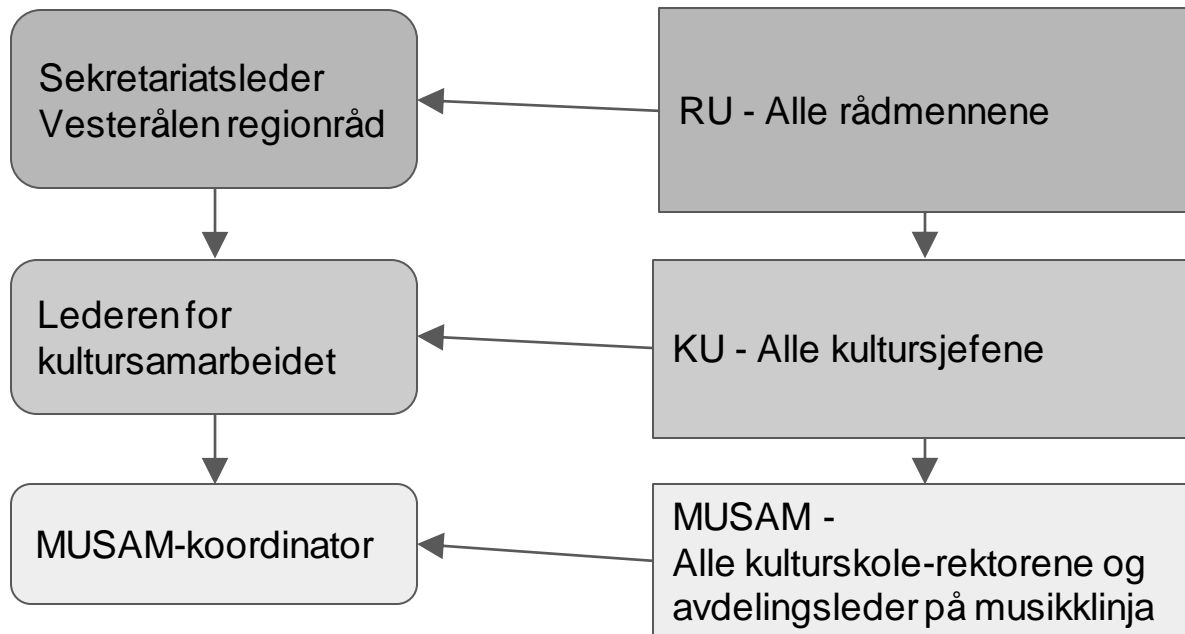 Sekretariatsleder
Vesterålen regionråd
RU - Alle rådmennene
Lederen for
kultursamarbeidet
KU - Alle kultursjefene
MUSAM-koordinator
MUSAM -
Alle kulturskole-rektorene og
avdelingsleder på musikklinja